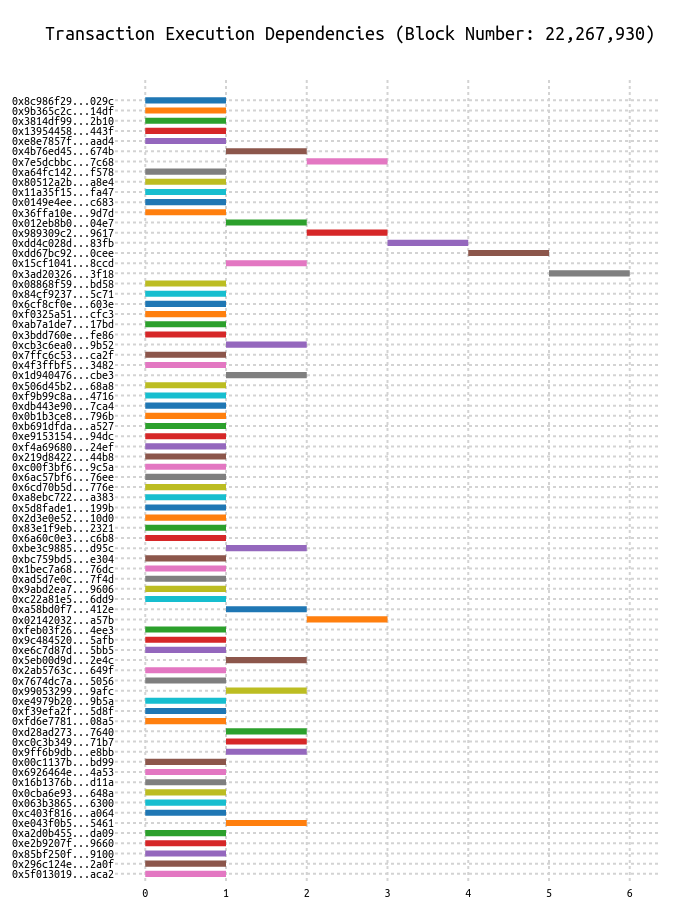 Transaction Execution Dependencies (Block Number: 22,267,930)
0x8c986f29...029c
0x9b365c2c...14df
0x3814df99...2b10
0x13954458...443f
0xe8e7857f...aad4
0x4b76ed45...674b
0x7e5dcbbc...7c68
0xa64fc142...f578
0x80512a2b...a8e4
0x11a35f15...fa47
0x0149e4ee...c683
0x36ffa10e...9d7d
0x012eb8b0...04e7
0x989309c2...9617
0xdd4c028d...83fb
0xdd67bc92...0cee
0x15cf1041...8ccd
0x3ad20326...3f18
0x08868f59...bd58
0x84cf9237...5c71
0x6cf8cf0e...603e
0xf0325a51...cfc3
0xab7a1de7...17bd
0x3bdd760e...fe86
0xcb3c6ea0...9b52
0x7ffc6c53...ca2f
0x4f3ffbf5...3482
0x1d940476...cbe3
0x506d45b2...68a8
0xf9b99c8a...4716
0xdb443e90...7ca4
0x0b1b3ce8...796b
0xb691dfda...a527
0xe9153154...94dc
0xf4a69680...24ef
0x219d8422...44b8
0xc00f3bf6...9c5a
0x6ac57bf6...76ee
0x6cd70b5d...776e
0xa8ebc722...a383
0x5d8fade1...199b
0x2d3e0e52...10d0
0x83e1f9eb...2321
0x6a60c0e3...c6b8
0xbe3c9885...d95c
0xbc759bd5...e304
0x1bec7a68...76dc
0xad5d7e0c...7f4d
0x9abd2ea7...9606
0xc22a81e5...6dd9
0xa58bd0f7...412e
0x02142032...a57b
0xfeb03f26...4ee3
0x9c484520...5afb
0xe6c7d87d...5bb5
0x5eb00d9d...2e4c
0x2ab5763c...649f
0x7674dc7a...5056
0x99053299...9afc
0xe4979b20...9b5a
0xf39efa2f...5d8f
0xfd6e7781...08a5
0xd28ad273...7640
0xc0c3b349...71b7
0x9ff6b9db...e8bb
0x00c1137b...bd99
0x6926464e...4a53
0x16b1376b...d11a
0x0cba6e93...648a
0x063b3865...6300
0xc403f816...a064
0xe043f0b5...5461
0xa2d0b455...da09
0xe2b9207f...9660
0x85bf250f...9100
0x296c124e...2a0f
0x5f013019...aca2
0 1 2 3 4 5 6